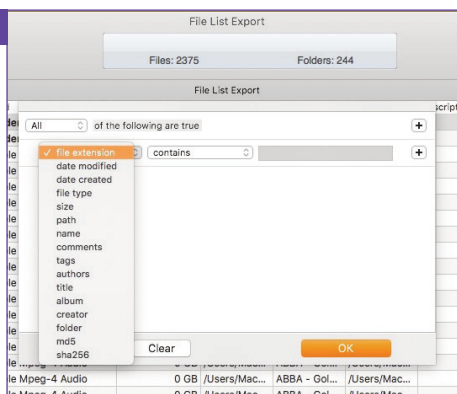 File List Export
Files: 2375 Folders: 244
File List Export
script
All of the following are true +
✓ file extension contains +
date modified
date created
file type
size
path
name
comments
tags
authors
title
album
creator
folder
md5
sha256
Clear OK
le Mpeg-4 Audio 0 GB /Users/Mac... ABBA - Gol... /Users/Mac...